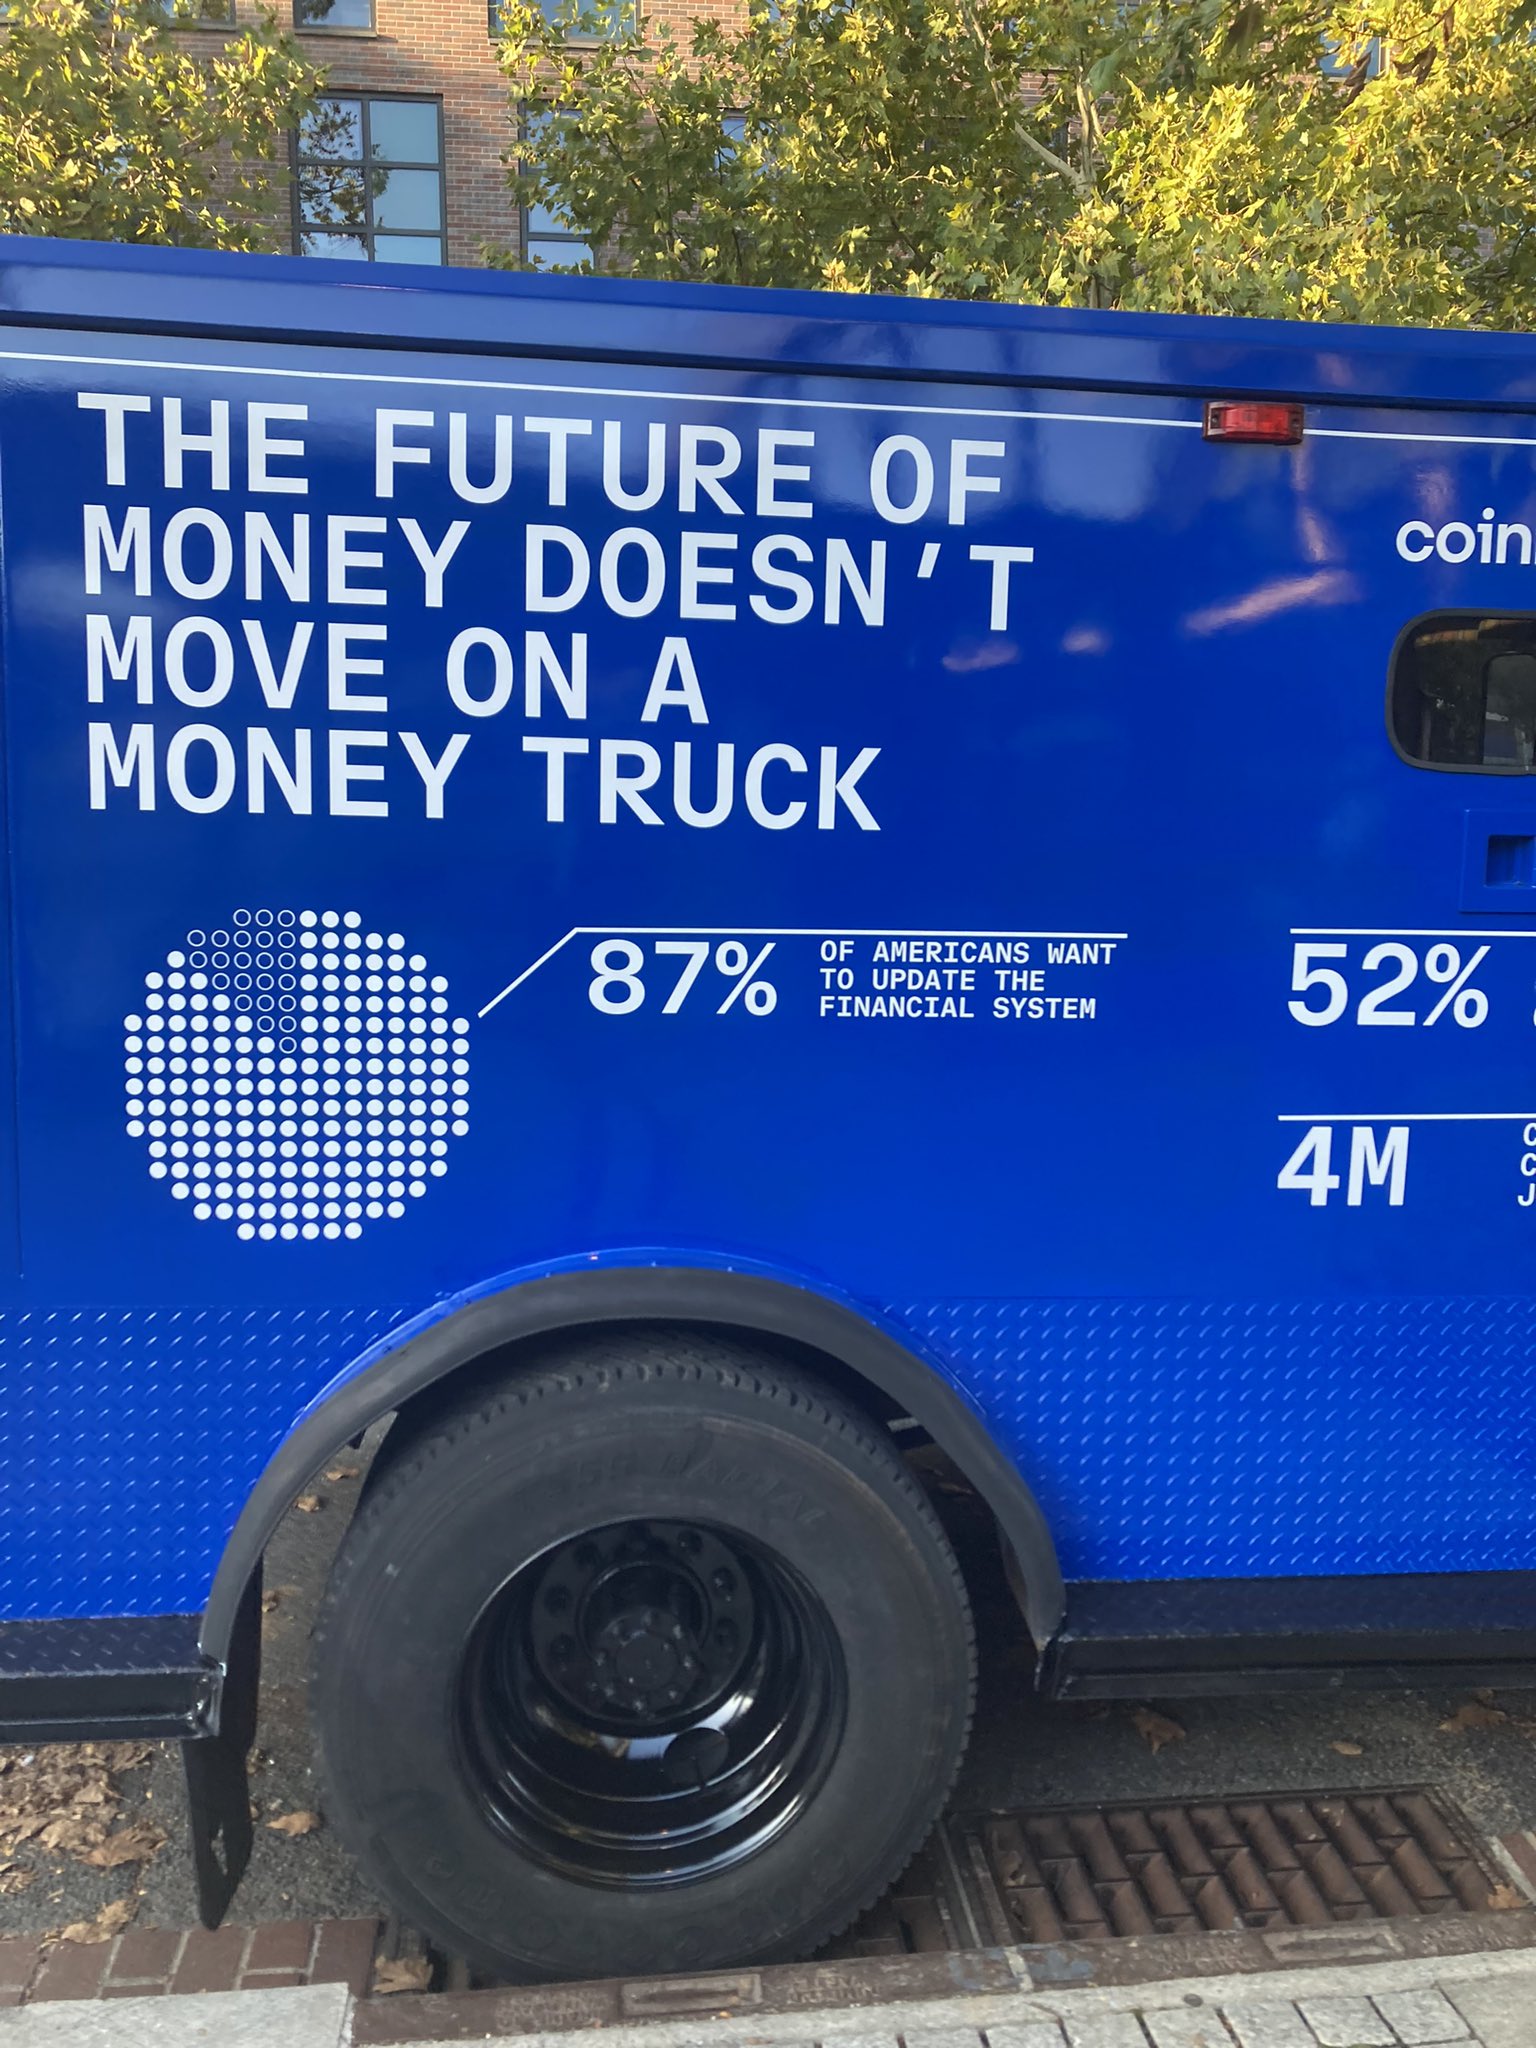 THE FUTURE OF
MONEY DOESN'T
MOVE ON A
MONEY TRUCK
coin
87% OF AMERICANS WANT
TO UPDATE THE
FINANCIAL SYSTEM
52%
4M